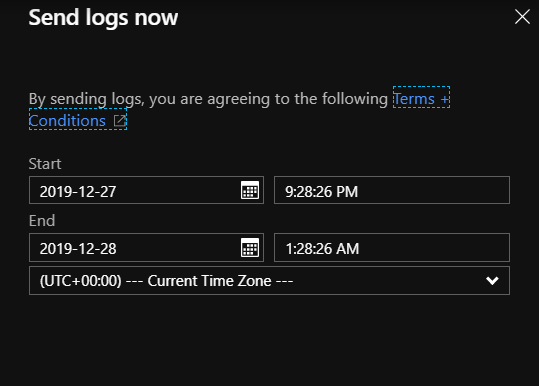 Send logs now
By sending logs, you are agreeing to the following Terms +
Conditions
Start
2019-12-27 9:28:26 PM
End
2019-12-28 1:28:26 AM
(UTC+00:00) --- Current Time Zone ---